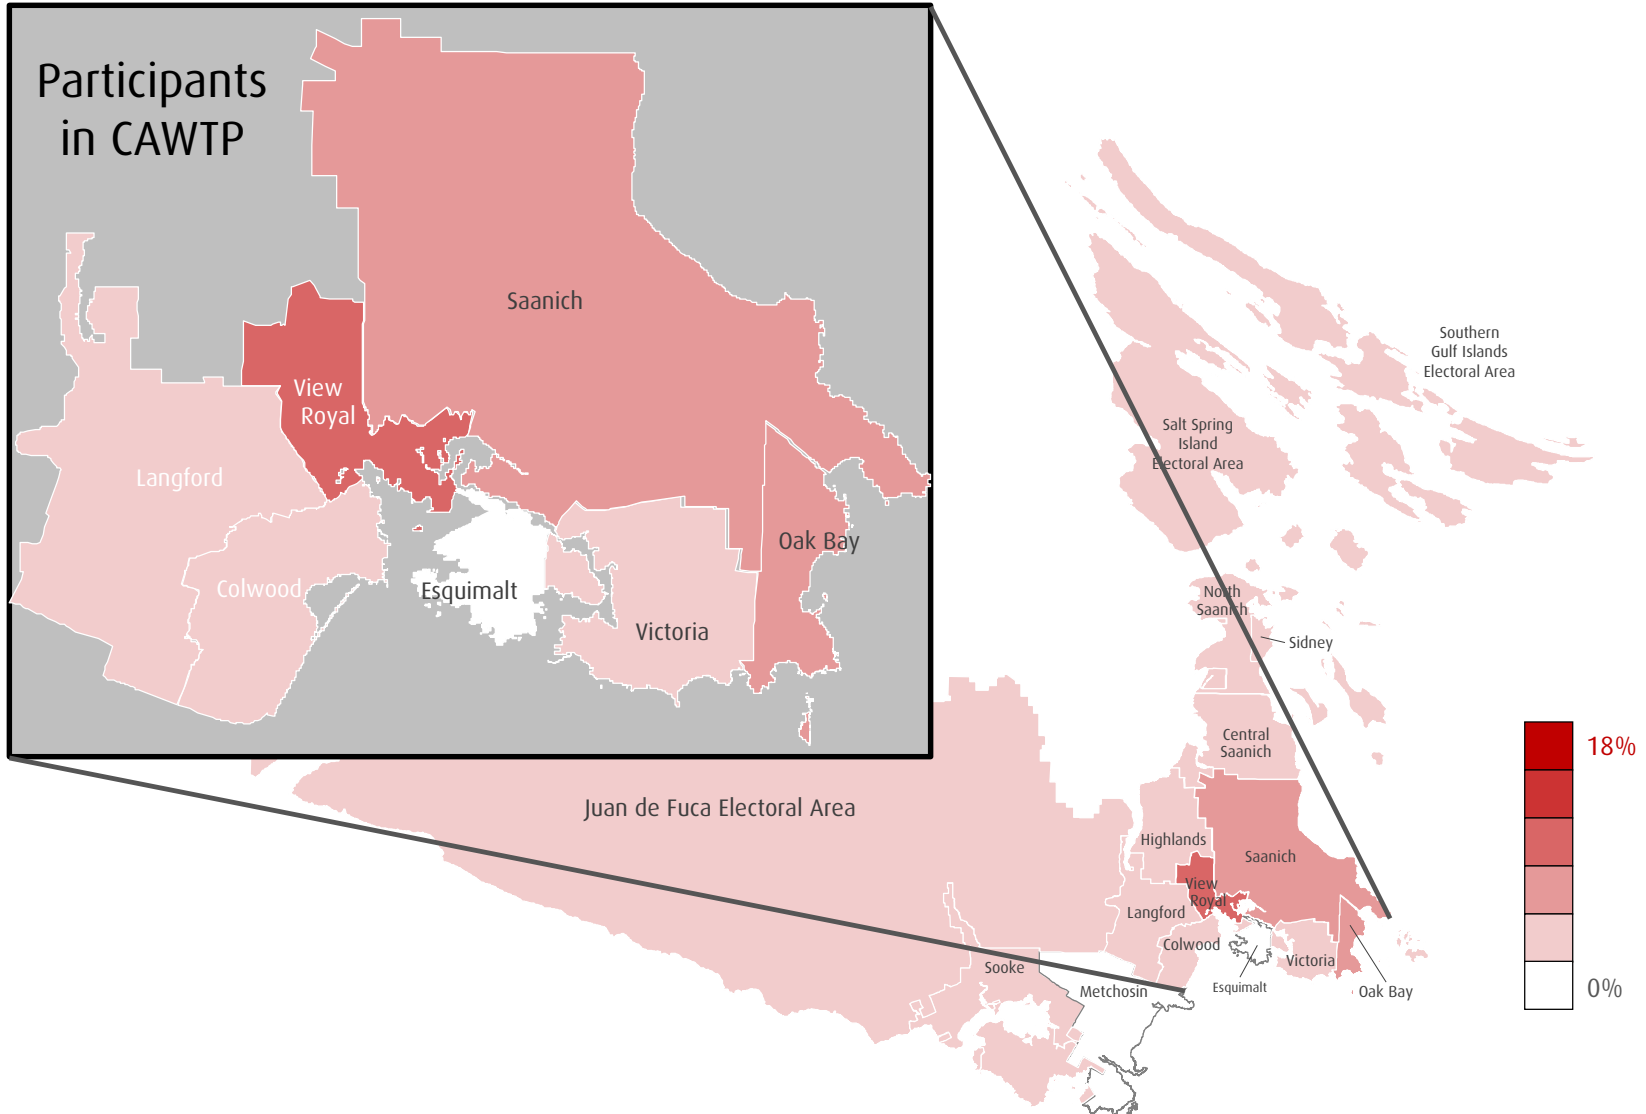 Participants
in CAWTP
Saanich
View
Royal
Langford
Colwood
Esquimalt
Oak Bay
Victoria
Southern
Gulf Islands
Electoral Area
Salt Spring
Island
Electoral Area
North
Saanich
Sidney
Central
Saanich
Juan de Fuca Electoral Area
Highlands
Saanich
View
Royal
Langford
Colwood
Victoria
Sooke
Metchosin
Esquimalt
Oak Bay
18%
0%